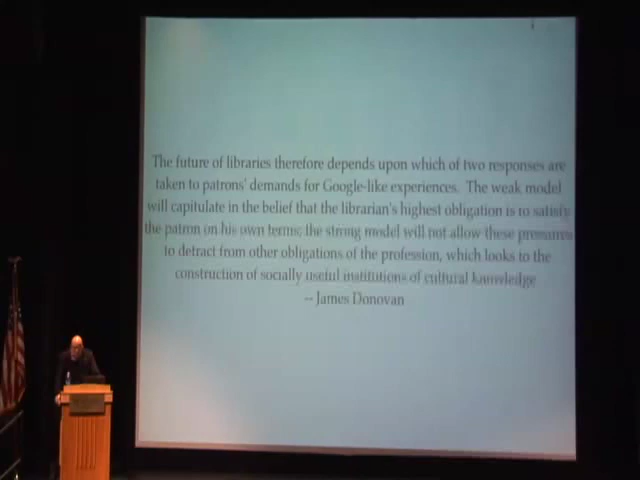 The future of libraries therefore depends upon which of two responses are
taken to patrons' demands for Google-like experiences. The weak model
will capitulate in the belief that the librarian's highest obligation is to satisfy
the patron on his own terms; the strong model will not allow these pressures
to detract from other obligations of the profession, which looks to the
construction of socially useful institutions of cultural knowledge
-- James Donovan